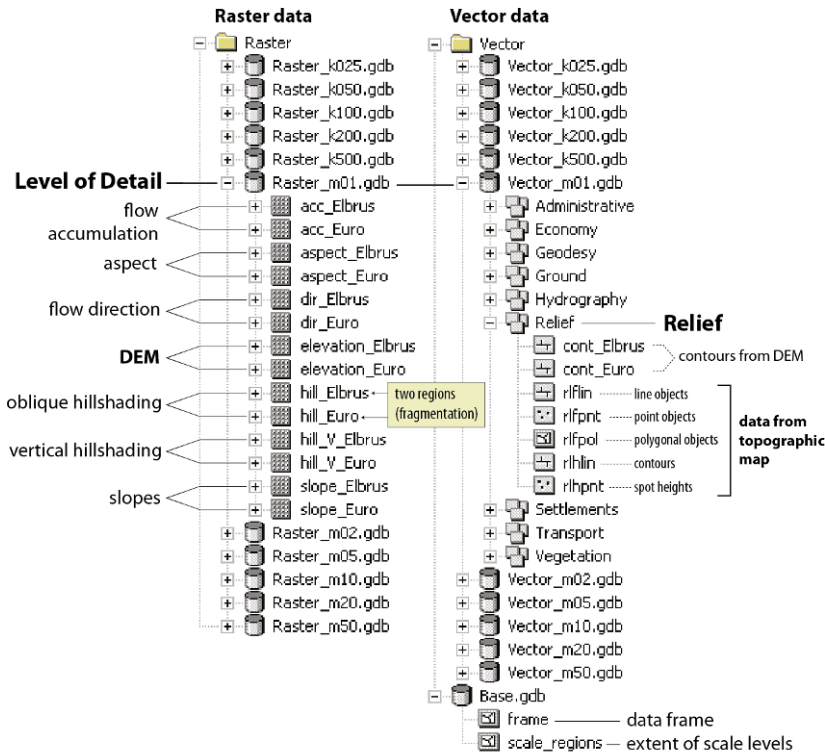 Raster data
Vector data
Raster
Vector
Raster_k025.gdb
Vector_k025.gdb
Raster_k050.gdb
Vector_k050.gdb
Raster_k100.gdb
Vector_k100.gdb
Raster_k200.gdb
Vector_k200.gdb
Raster_k500.gdb
Vector_k500.gdb
Level of Detail
Raster_m01.gdb
Vector_m01.gdb
flow
accumulation
acc_Elbrus
acc_Euro
Administrative
Economy
aspect
aspect_Elbrus
aspect_Euro
Geodesy
Ground
flow direction
dir_Elbrus
dir_Euro
Hydrography
Relief
Relief
DEM
elevation_Elbrus
elevation_Euro
cont_Elbrus
cont_Euro
contours from DEM
oblique hillshading
hill_Elbrus
hill_Euro
two regions
(fragmentation)
rlflin
line objects
rlfpnt
point objects
vertical hillshading
hill_V_Elbrus
hill_V_Euro
rlfpol
polygonal objects
rlhlin
contours
data from
topographic
map
slopes
slope_Elbrus
slope_Euro
rlhpnt
spot heights
Settlements
Raster_m02.gdb
Transport
Raster_m05.gdb
Vegetation
Raster_m10.gdb
Vector_m02.gdb
Raster_m20.gdb
Vector_m05.gdb
Raster_m50.gdb
Vector_m10.gdb
Vector_m20.gdb
Vector_m50.gdb
Base.gdb
frame
data frame
scale_regions
extent of scale levels